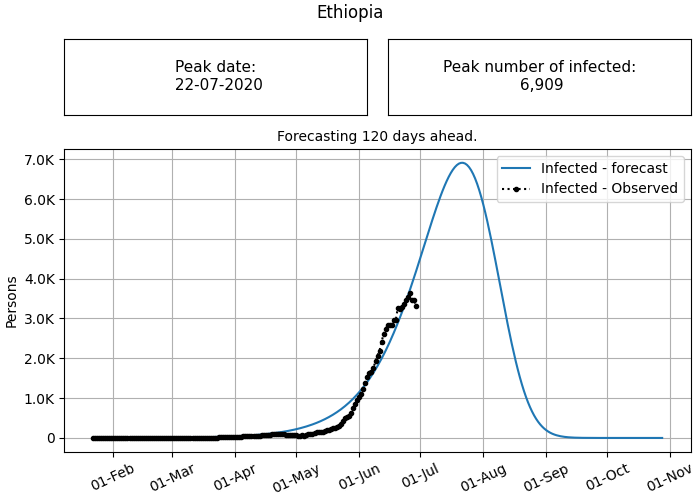 Ethiopia
Peak date:
22-07-2020
Peak number of infected:
6,909
Forecasting 120 days ahead.
Infected - forecast
Infected - Observed
Persons
7.0K
6.0K
5.0K
4.0K
3.0K
2.0K
1.0K
0
01-Feb
01-Mar
01-Apr
01-May
01-Jun
01-Jul
01-Aug
01-Sep
01-Oct
01-Nov